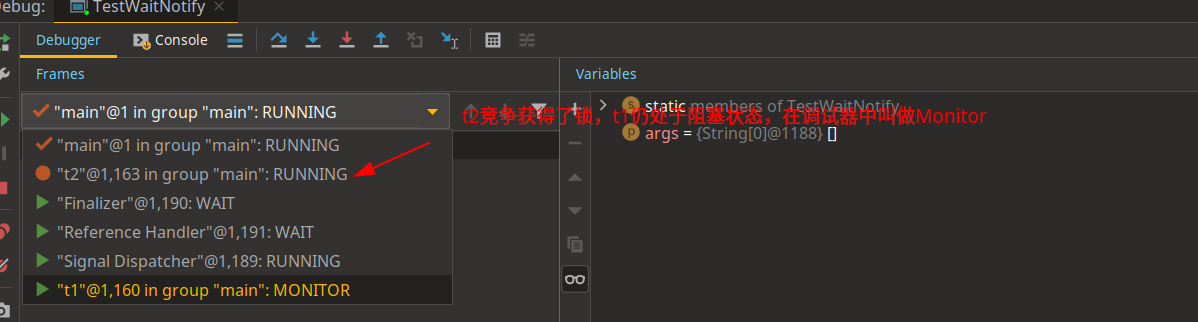 Debug:
TestWaitNotify
Debugger
Console
Frames
Variables
"main"@1 in group "main": RUNNING
t2竞争获得了锁，t1仍处于阻塞状态，在调试器中叫做Monitor
static members of TestWaitNotify
args = {String[0]@1188} []
"main"@1 in group "main": RUNNING
"t2"@1,163 in group "main": RUNNING
"Finalizer"@1,190: WAIT
"Reference Handler"@1,191: WAIT
"Signal Dispatcher"@1,189: RUNNING
"t1"@1,160 in group "main": MONITOR